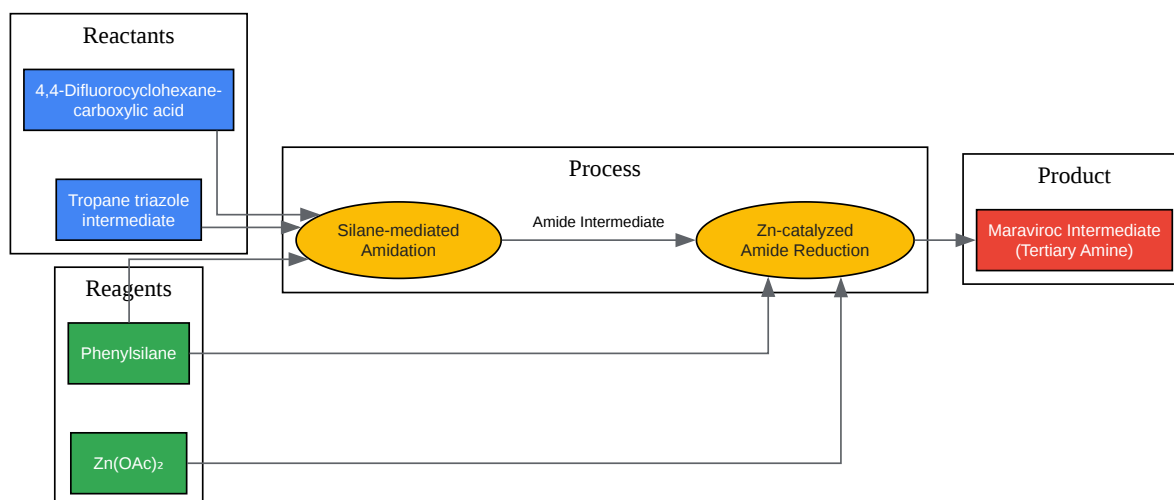 Reactants
4,4-Difluorocyclohexane-
carboxylic acid
Tropane triazole
intermediate
Reagents
Phenylsilane
Zn(OAc)₂
Process
Silane-mediated
Amidation
Amide Intermediate
Zn-catalyzed
Amide Reduction
Product
Maraviroc Intermediate
(Tertiary Amine)